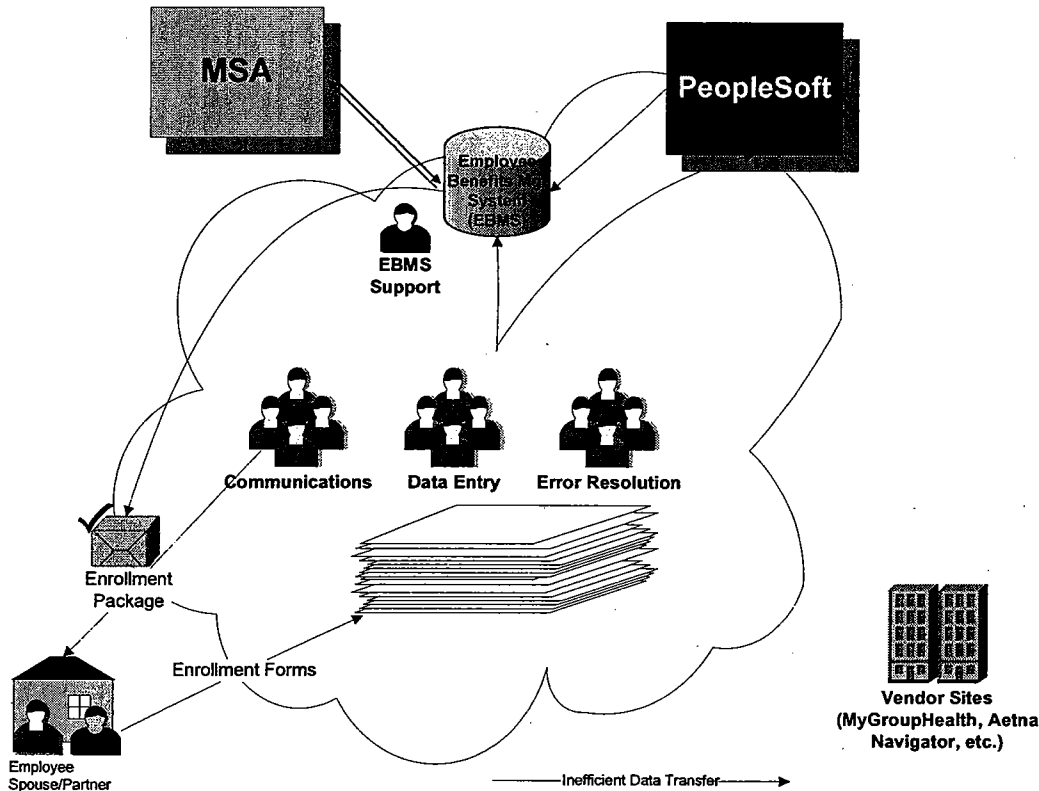 MSA
PeopleSoft
Employee
Benefits
System
(EBMS)
EBMS
Support
Communications
Data Entry
Error Resolution
Enrollment
Package
Enrollment Forms
Employee
Spouse/Partner
Vendor Sites
(MyGroupHealth, Aetna
Navigator, etc.)
Inefficient Data Transfer